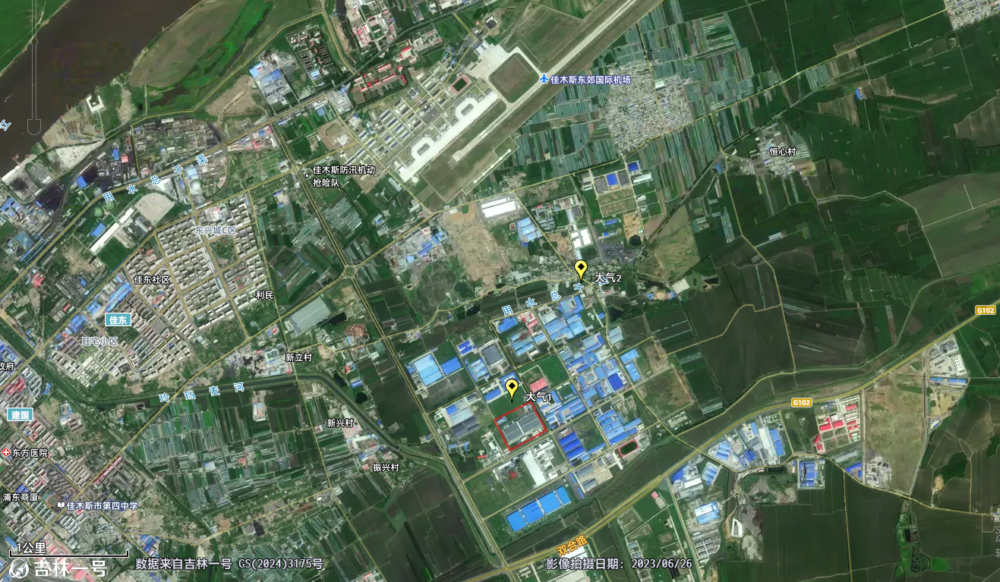 佳木斯东郊国际机场
江
恒心村
佳木斯防汛机动
抢险队
用水总干渠
东兴城C区
佳东社区
利民
大气2
用水总干
佳东
旺宅小区
G102
新立村
政府
玲珰麦河
大气1
G102
建国
新兴村
东方医院
振兴村
浦东商厦
佳木斯市第四中学
双合路
1公里
吉林一号
数据来自吉林一号 GS(2024)3175号
影像拍摄日期: 2023/06/26